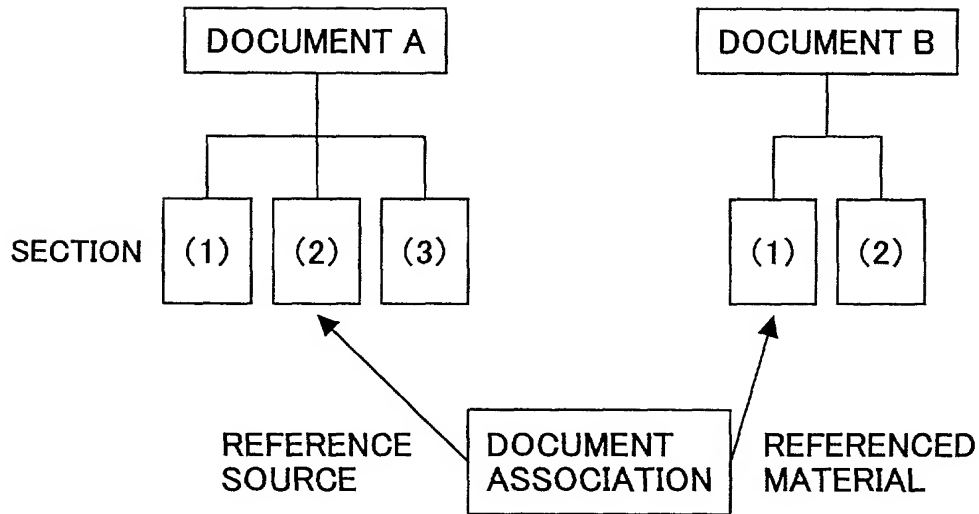 DOCUMENT A
DOCUMENT B
SECTION
(1)
(2)
(3)
(1)
(2)
REFERENCE
SOURCE
DOCUMENT
ASSOCIATION
REFERENCED
MATERIAL